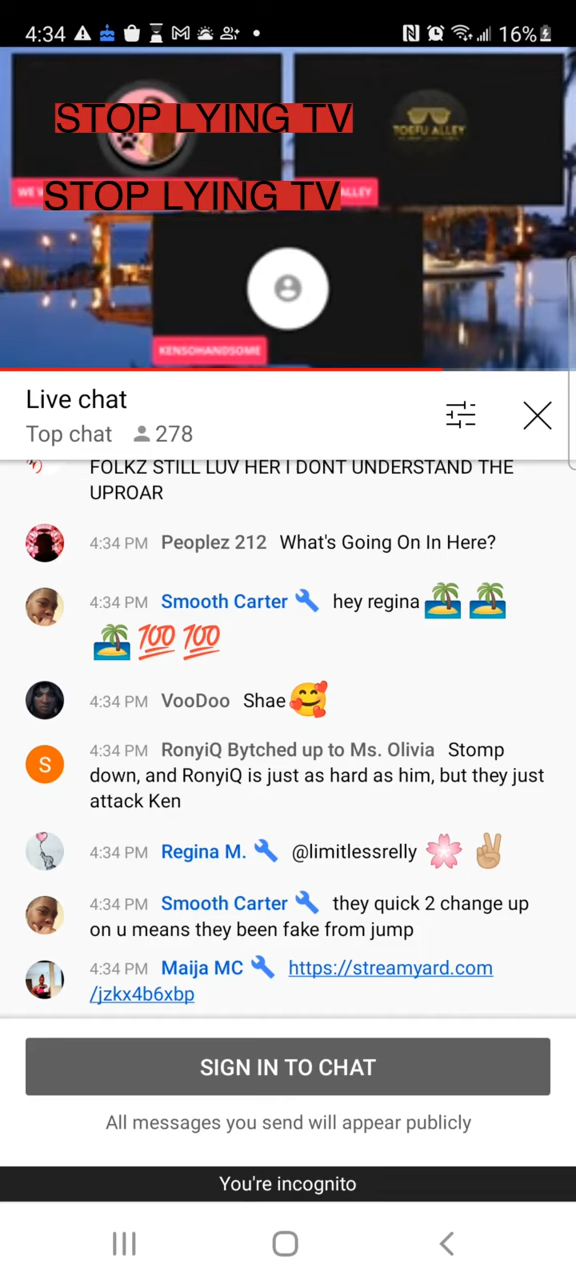 4:34
16%
STOP LYING TV
TOEFU ALLEY
STOP LYING TV
ALLEY
KENSOHANDSOME
Live chat
Top chat 278
FOLKZ STILL LUV HER I DONT UNDERSTAND THE
UPROAR
4:34 PM Peoplez 212 What's Going On In Here?
4:34 PM Smooth Carter hey regina 🏝️🏝️
🏝️💯💯
4:34 PM VooDoo Shae🥰
4:34 PM RonyiQ Bytched up to Ms. Olivia Stomp
S
down, and RonyiQ is just as hard as him, but they just
attack Ken
4:34 PM Regina M. @limitlessrelly 🌸 ✌🏼
4:34 PM Smooth Carter they quick 2 change up
on u means they been fake from jump
4:34 PM Maija MC https://streamyard.com
/jzkx4b6xbp
SIGN IN TO CHAT
All messages you send will appear publicly
You're incognito